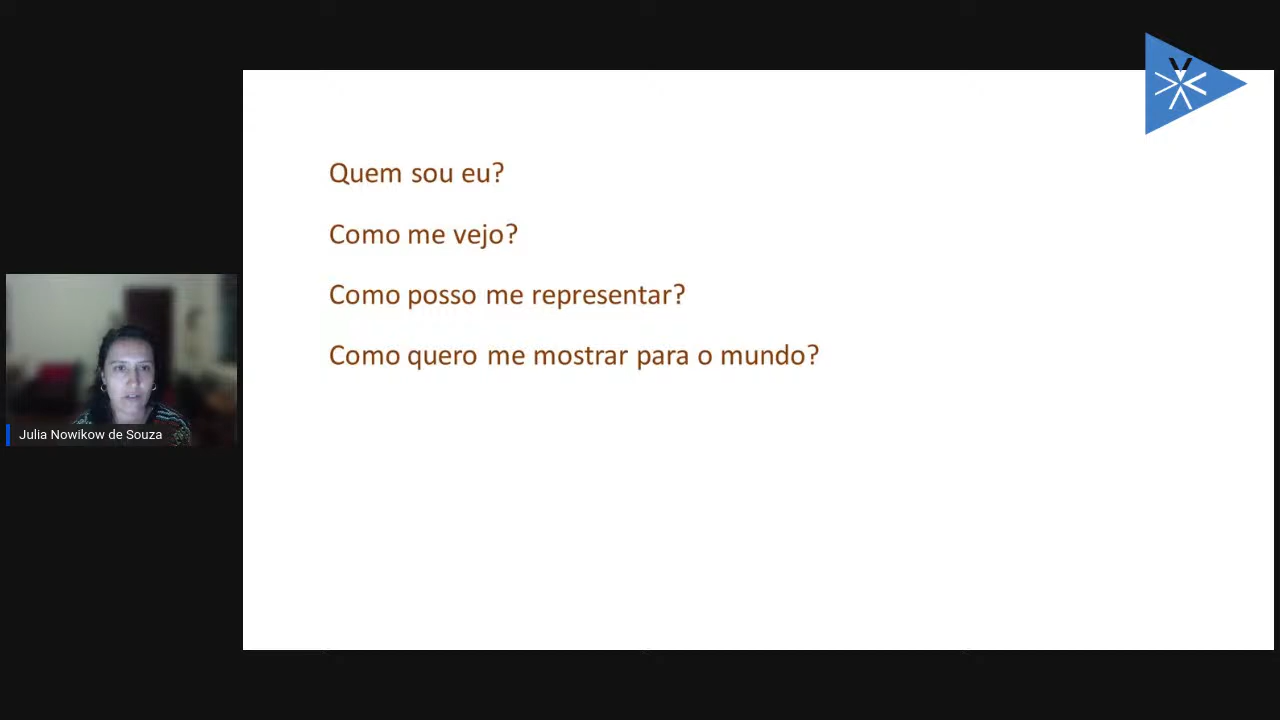 Quem sou eu?
Como me vejo?
Como posso me representar?
Como quero me mostrar para o mundo?
Julia Nowikow de Souza